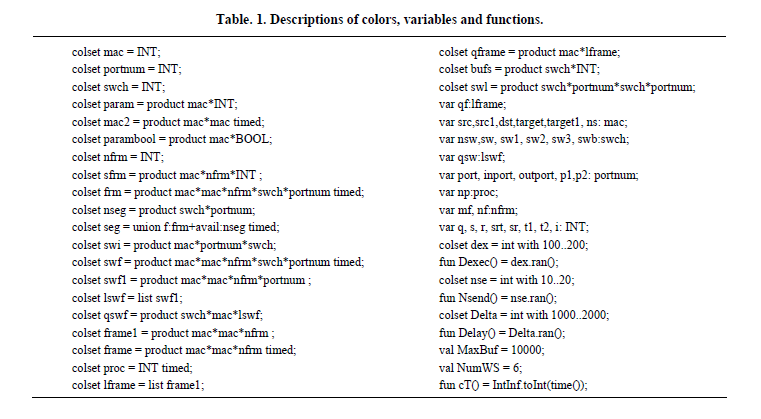 Table. 1. Descriptions of colors, variables and functions.
colset mac = INT;
colset portnum = INT;
colset swch = INT;
colset param = product mac*INT;
colset mac2 = product mac*mac timed;
colset parambool = product mac*BOOL;
colset nfrm = INT;
colset sfrm = product mac*nfrm*INT ;
colset frm = product mac*mac*nfrm*swch*portnum timed;
colset nseg = product swch*portnum;
colset seg = union f:frm+avail:nseg timed;
colset swi = product mac*portnum*swch;
colset swf = product mac*mac*nfrm*swch*portnum timed;
colset swf1 = product mac*mac*nfrm*portnum ;
colset lswf = list swf1;
colset qswf = product swch*mac*lswf;
colset frame1 = product mac*mac*nfrm ;
colset frame = product mac*mac*nfrm timed;
colset proc = INT timed;
colset lframe = list frame1;
colset qframe = product mac*lframe;
colset bufs = product swch*INT;
colset swl = product swch*portnum*swch*portnum;
var qf:lframe;
var src,src1,dst,target,target1, ns: mac;
var nsw,sw, sw1, sw2, sw3, swb:swch;
var qsw:lswf;
var port, inport, outport, p1,p2: portnum;
var np:proc;
var mf, nf:nfrm;
var q, s, r, srt, sr, t1, t2, i: INT;
colset dex = int with 100..200;
fun Dexec() = dex.ran();
colset nse = int with 10..20;
fun Nsend() = nse.ran();
colset Delta = int with 1000..2000;
fun Delay() = Delta.ran();
val MaxBuf = 10000;
val NumWS = 6;
fun cT() = IntInf.toInt(time());